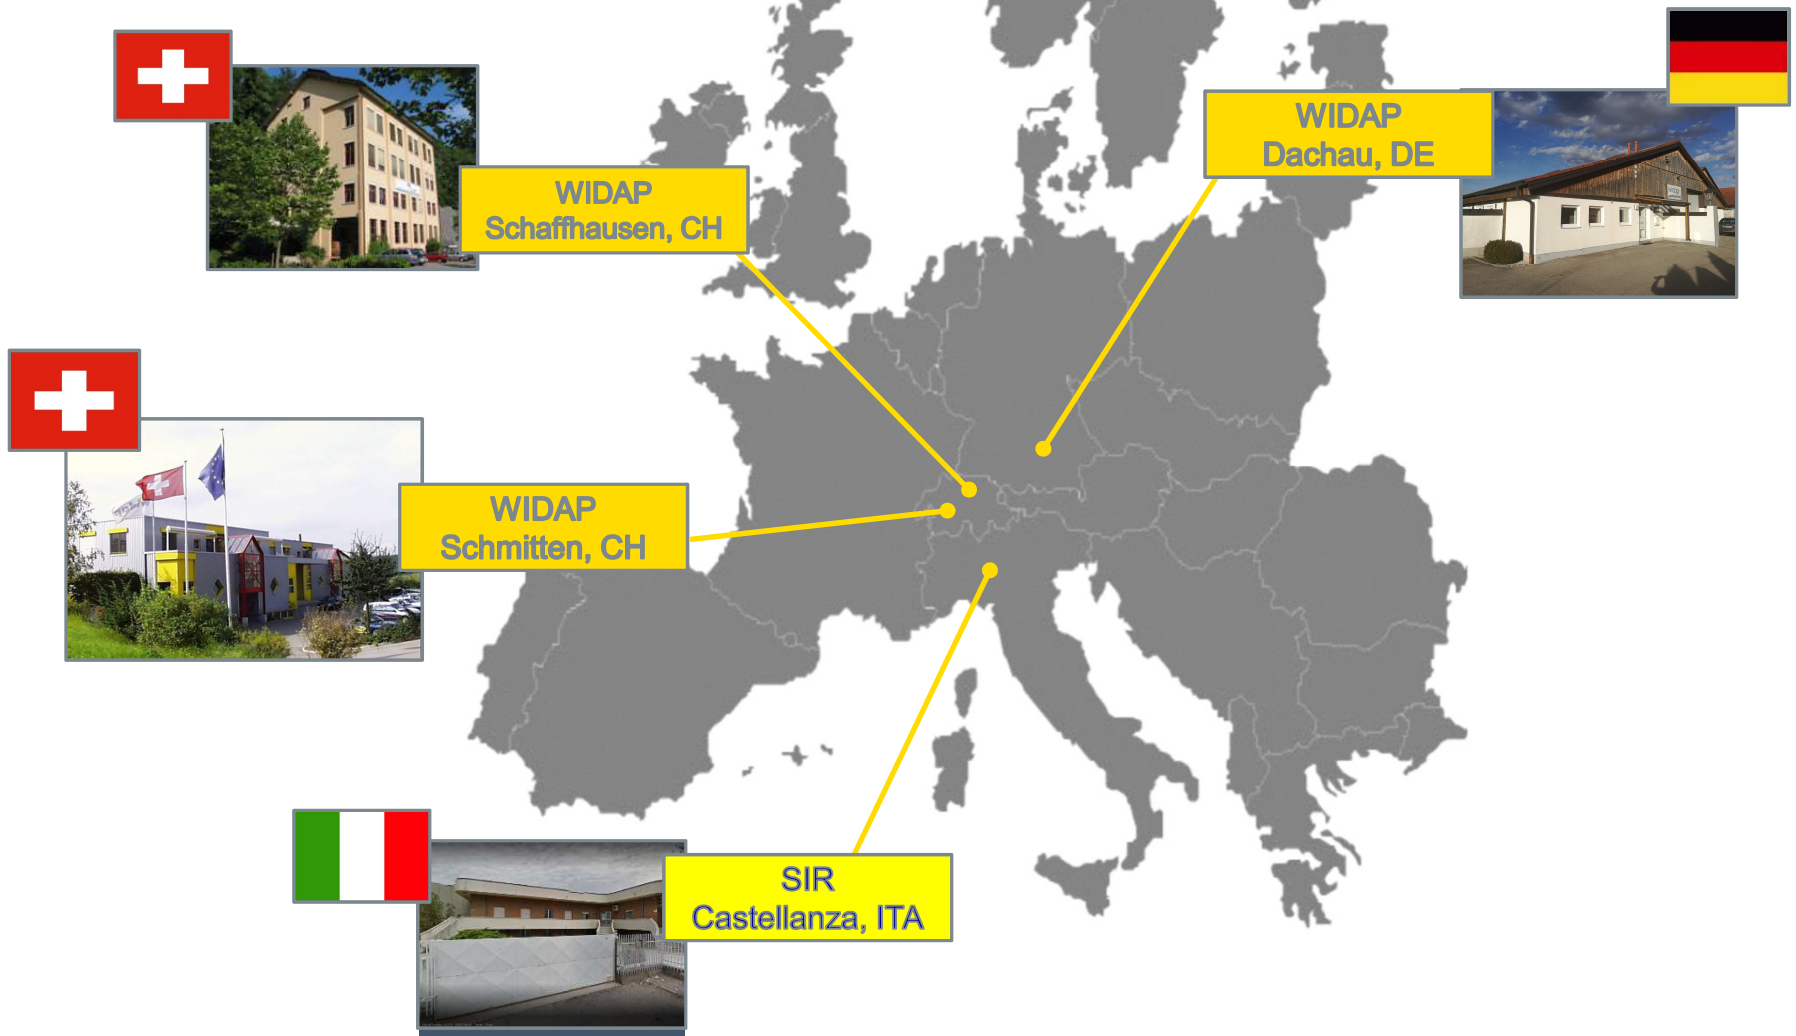 WIDAP
Dachau, DE
WIDAP
Schaffhausen, CH
WIDAP
Schmitten, CH
SIR
Castellanza, ITA